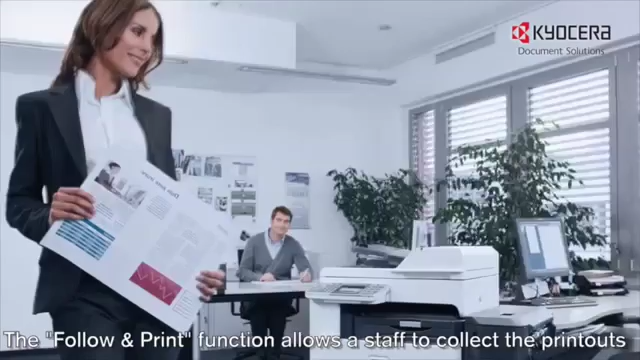 KYOCERA
Document Solutions
The "Follow & Print" function allows a staff to collect the printouts